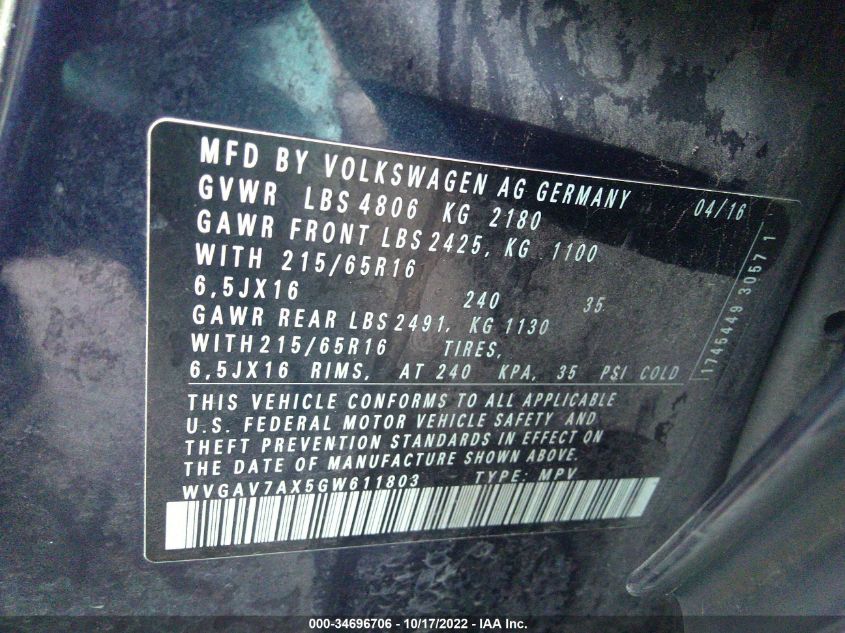 MFD BY VOLKSWAGEN AG GERMANY 04/16
GVWR LBS 4806 KG 2180
GAWR FRONT LBS 2425, KG 1100
WITH 215/65R16
6,5JX16 240 35
GAWR REAR LBS 2491, KG 1130
WITH 215/65R16 TIRES,
6,5JX16 RIMS, AT 240 KPA, 35 PSI COLD
THIS VEHICLE CONFORMS TO ALL APPLICABLE
U.S. FEDERAL MOTOR VEHICLE SAFETY AND
THEFT PREVENTION STANDARDS IN EFFECT ON
THE DATE OF MANUFACTURE SHOWN ABOVE.
WVGAV7AX5GW611803 TYPE: MPV
1745449 3057 1
000-34696706 - 10/17/2022 - IAA Inc.